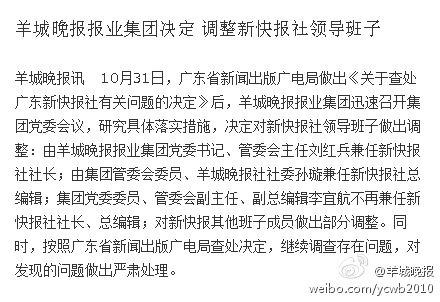 羊城晚报报业集团决定 调整新快报社领导班子
羊城晚报讯 10月31日，广东省新闻出版广电局做出《关于查处
广东新快报社有关问题的决定》后，羊城晚报报业集团迅速召开集
团党委会议，研究具体落实措施，决定对新快报社领导班子做出调
整：由羊城晚报报业集团党委书记、管委会主任刘红兵兼任新快报
社社长；由集团管委会委员、羊城晚报社社委孙璇兼任新快报社总
编辑；集团党委委员、管委会副主任、副总编辑李宜航不再兼任新
快报社社长、总编辑；对新快报其他班子成员做出部分调整。同
时，按照广东省新闻出版广电局查处决定，继续调查存在问题，对
发现的问题做出严肃处理。
@羊城晚报
weibo.com/ycwb2010